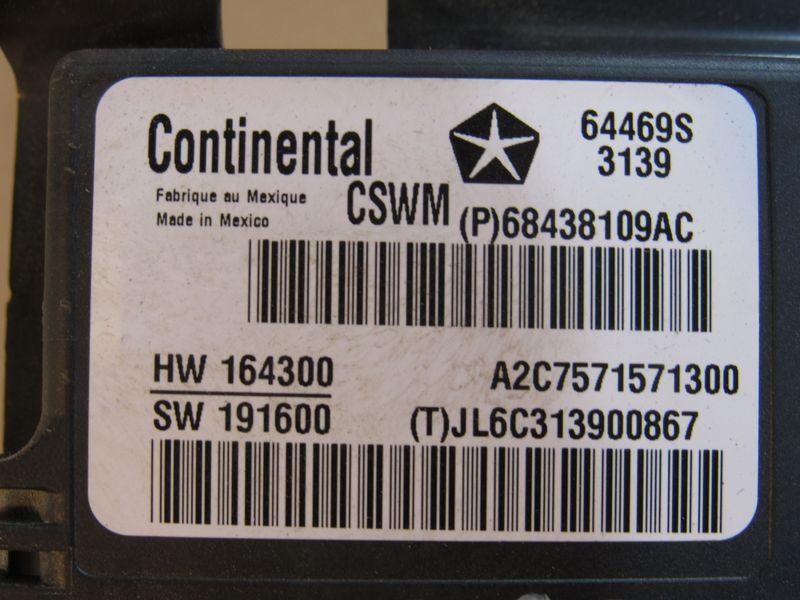 Continental
64469S
3139
Fabrique au Mexique
Made in Mexico
CSWM
(P)68438109AC
HW 164300
A2C7571571300
SW 191600
(T)JL6C313900867